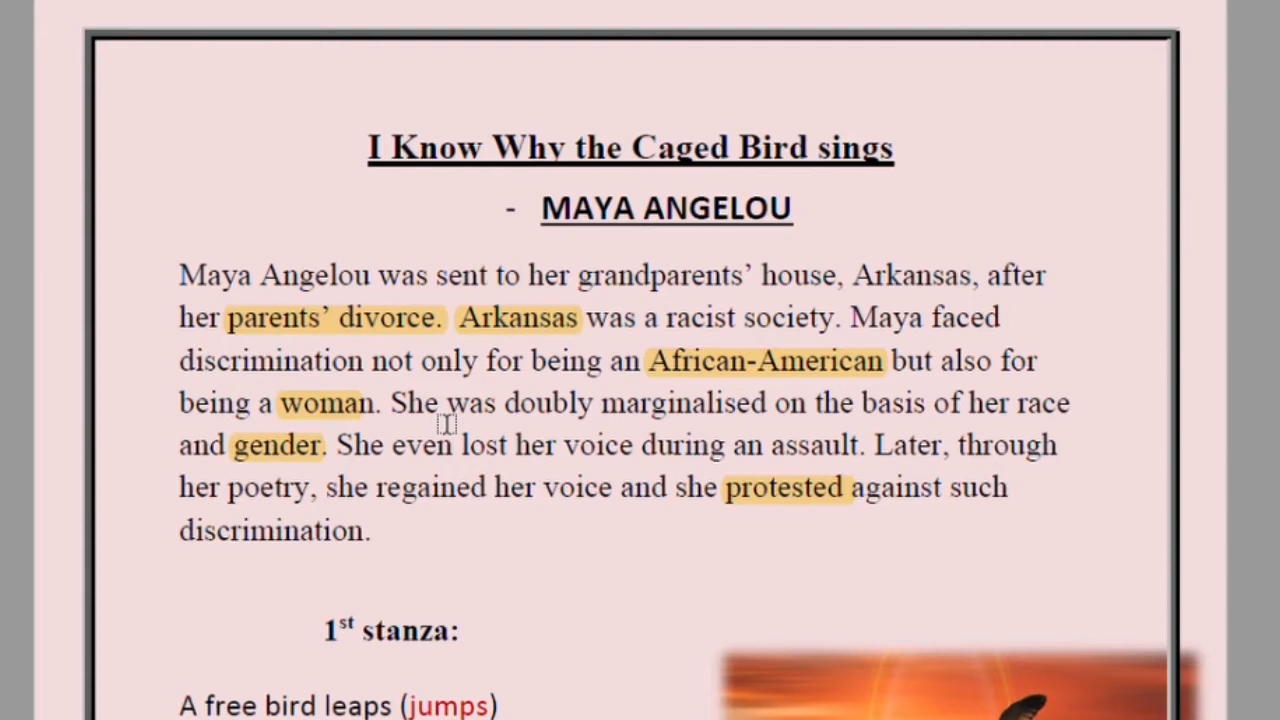 I Know Why the Caged Bird sings
- MAYA ANGELOU
Maya Angelou was sent to her grandparents’ house, Arkansas, after
her parents’ divorce. Arkansas was a racist society. Maya faced
discrimination not only for being an African-American but also for
being a woman. She was doubly marginalised on the basis of her race
and gender. She even lost her voice during an assault. Later, through
her poetry, she regained her voice and she protested against such
discrimination.
1st stanza:
A free bird leaps (jumps)